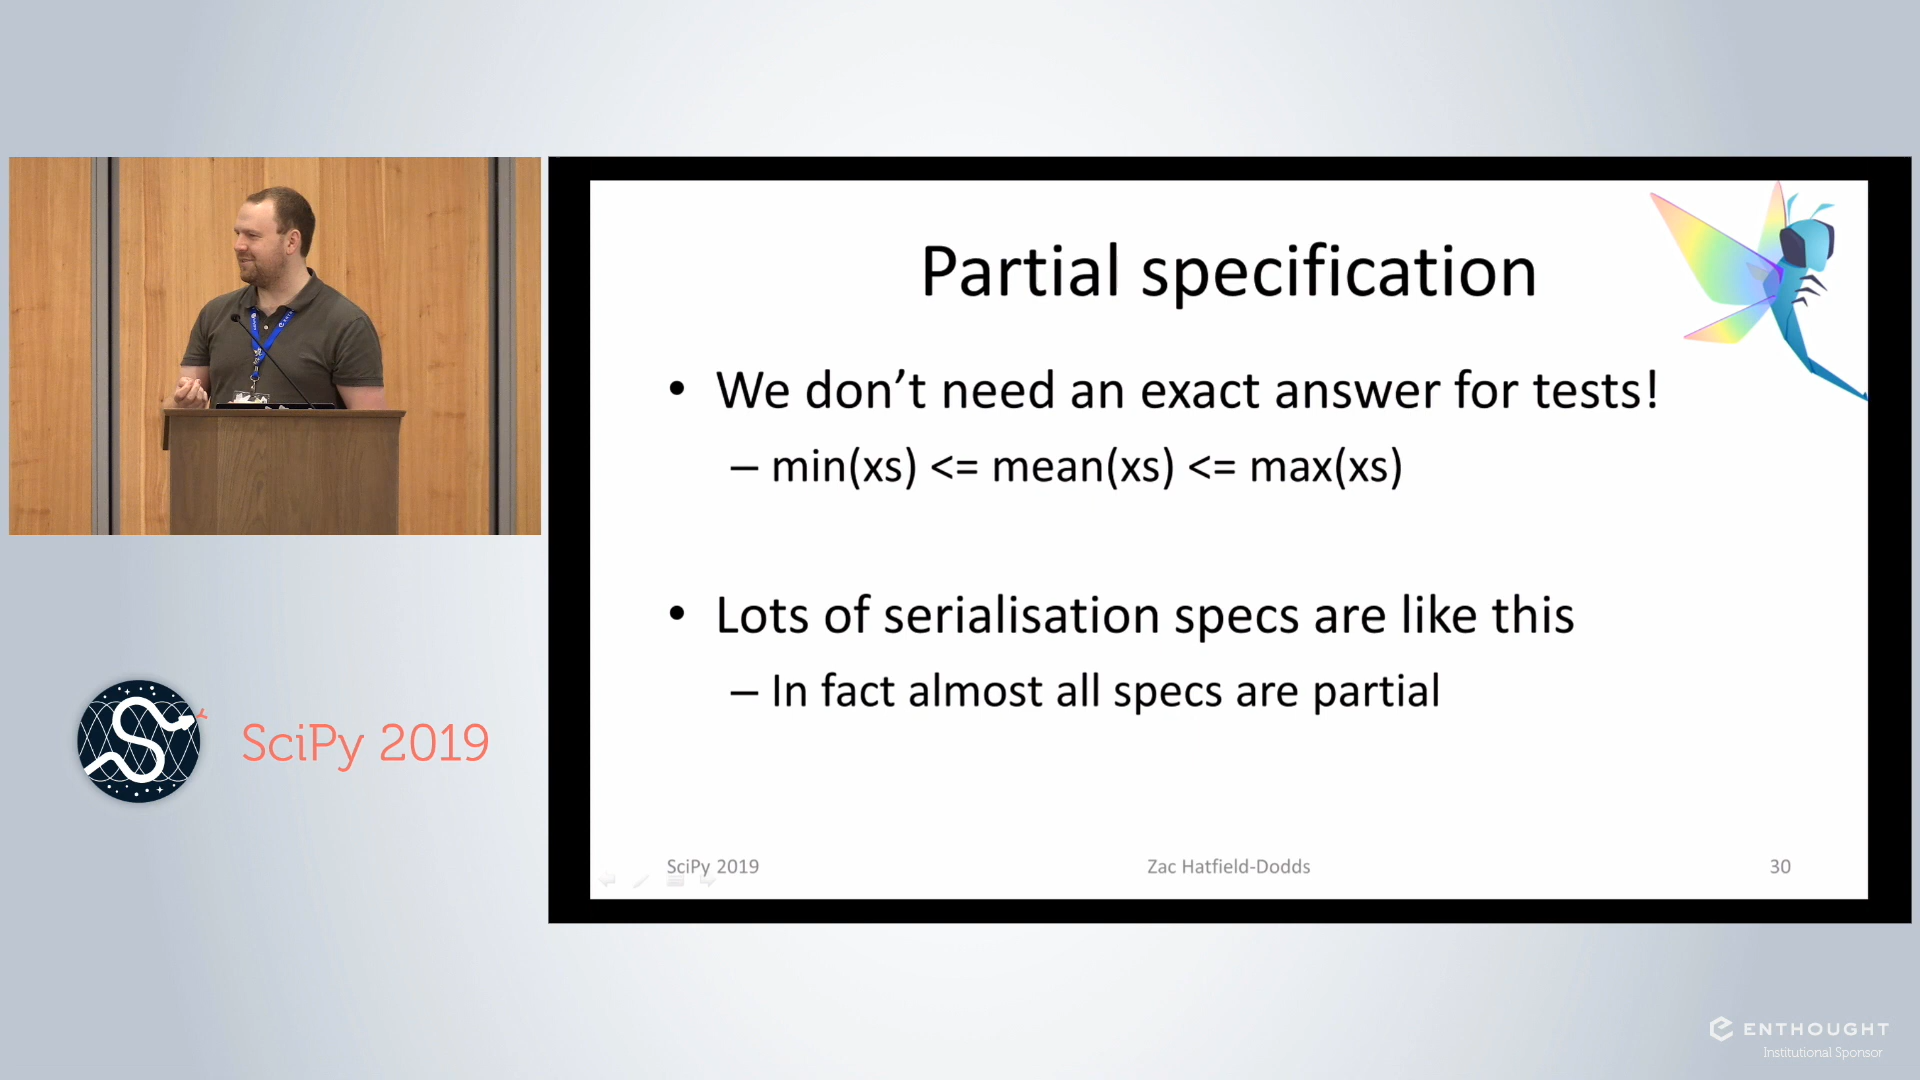 Partial specification
• We don’t need an exact answer for tests!
– min(xs) <= mean(xs) <= max(xs)
• Lots of serialisation specs are like this
– In fact almost all specs are partial
SciPy 2019
Zac Hatfield-Dodds
30
SciPy 2019
ENTHOUGHT
Institutional Sponsor